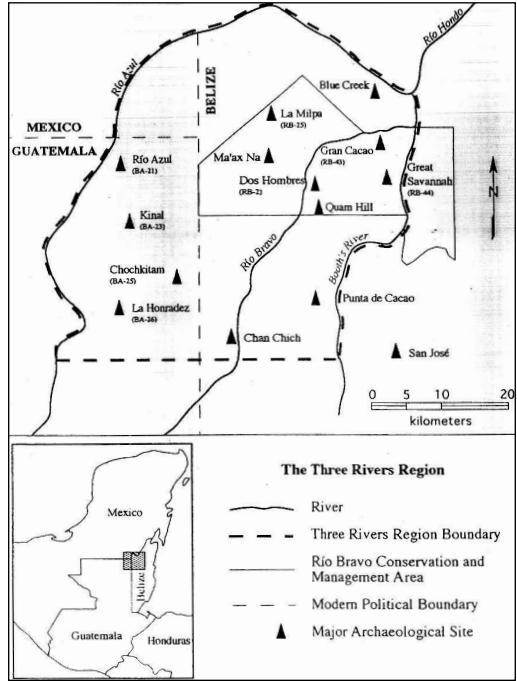 Río Azul
Río Hondo
BELIZE
MEXICO
GUATEMALA
Blue Creek
La Milpa
(RB-25)
Gran Cacao
(RB-43)
Río Azul
(BA-21)
Ma'ax Na
Dos Hombres
(RB-2)
Great
Savannah
(RB-44)
N
Kinal
(BA-23)
Quam Hill
Río Bravo
Booth's River
Chochkitam
(BA-25)
La Honradez
(BA-26)
Punta de Cacao
Chan Chich
San José
0 5 10 20
kilometers
Mexico
Belize
Guatemala
Honduras
The Three Rivers Region
River
Three Rivers Region Boundary
Río Bravo Conservation and
Management Area
Modern Political Boundary
Major Archaeological Site